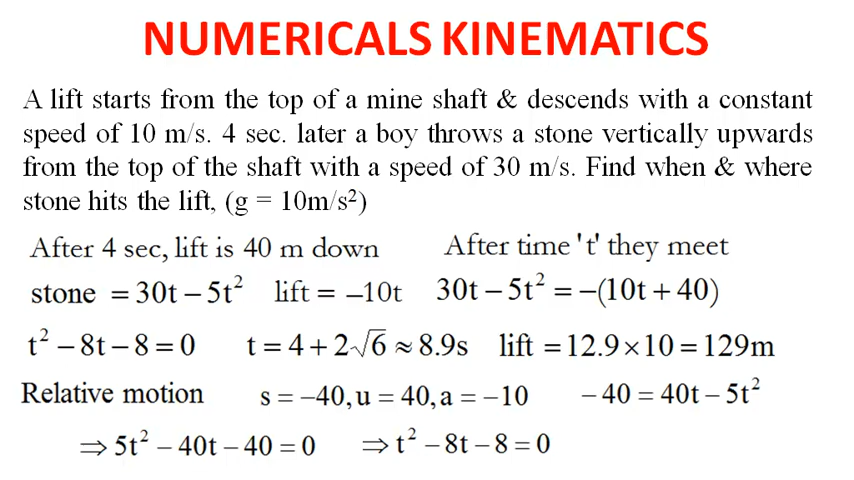 NUMERICALS KINEMATICS
A lift starts from the top of a mine shaft & descends with a constant
speed of 10 m/s. 4 sec. later a boy throws a stone vertically upwards
from the top of the shaft with a speed of 30 m/s. Find when & where
stone hits the lift, (g = 10m/s²)
After 4 sec, lift is 40 m down After time 't' they meet
stone = 30t − 5t² lift = −10t 30t − 5t² = −(10t + 40)
t² − 8t − 8 = 0 t = 4 + 2√6 ≈ 8.9s lift = 12.9 × 10 = 129m
Relative motion s = −40, u = 40, a = −10 − 40 = 40t − 5t²
⇒ 5t² − 40t − 40 = 0 ⇒ t² − 8t − 8 = 0